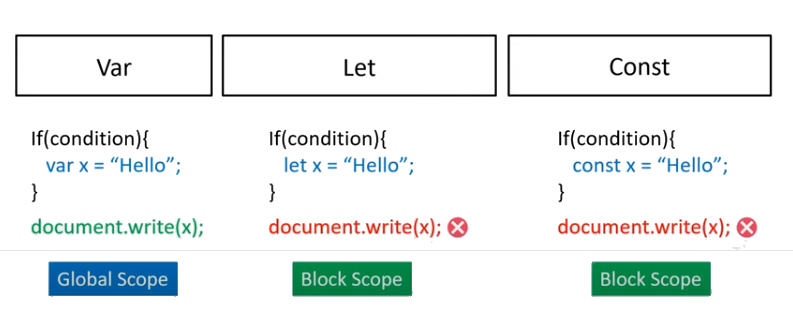 Var
If(condition){
var x = “Hello”;
}
document.write(x);
Global Scope
Let
If(condition){
let x = “Hello”;
}
document.write(x);
Block Scope
Const
If(condition){
const x = “Hello”;
}
document.write(x);
Block Scope